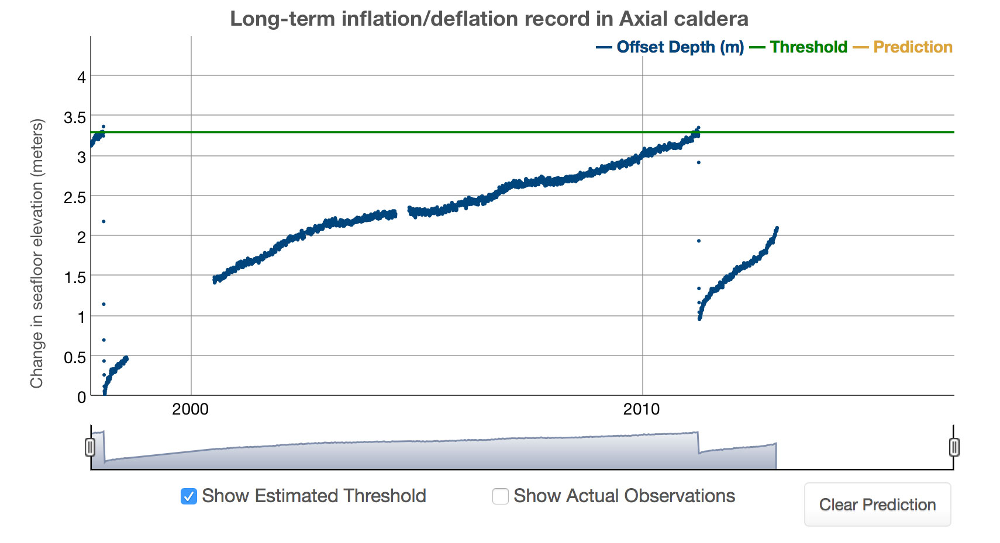 Long-term inflation/deflation record in Axial caldera
Offset Depth (m) Threshold Prediction
Change in seafloor elevation (meters)
4
3.5
3
2.5
2
1.5
1
0.5
0
2000 2010
Show Estimated Threshold
Show Actual Observations
Clear Prediction